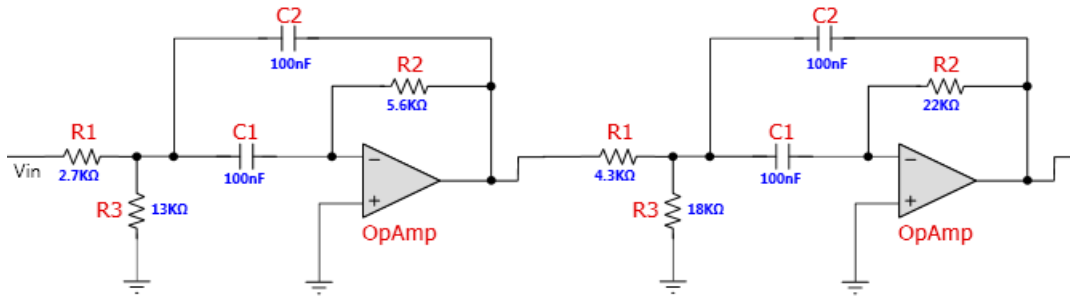 C2
100nF
R2
5.6KΩ
R1
C1
Vin
2.7KΩ
100nF
R3
13KΩ
OpAmp
C2
100nF
R2
22KΩ
R1
C1
4.3KΩ
100nF
R3
18KΩ
OpAmp